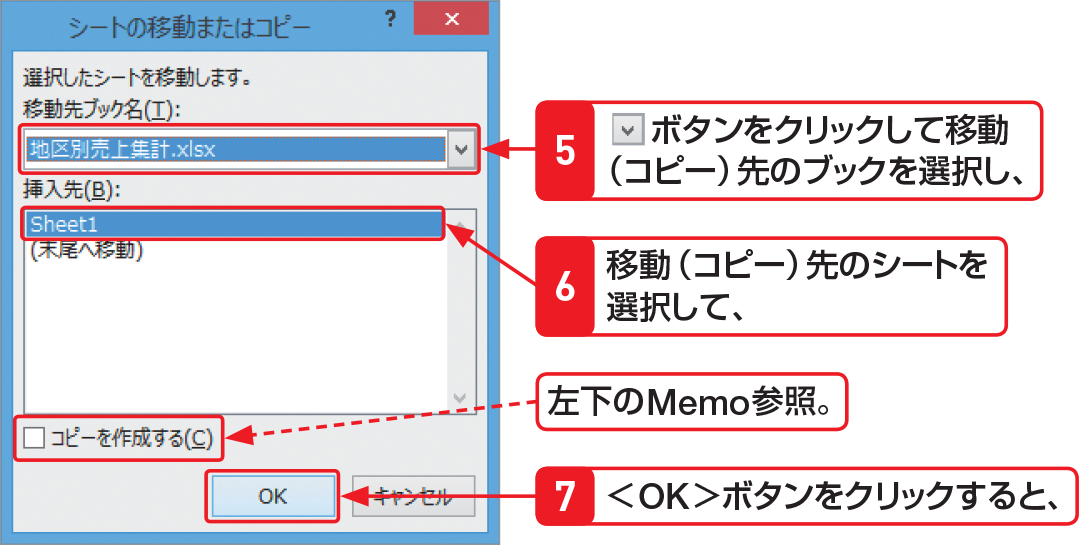 シートの移動またはコピー
?
×
選択したシートを移動します。
移動先ブック名(T):
地区別売上集計.xlsx
挿入先(B):
Sheet1
(末尾へ移動)
コピーを作成する(C)
OK
キャンセル
5
ボタンをクリックして移動
（コピー）先のブックを選択し、
6
移動（コピー）先のシートを
選択して、
左下のMemo参照。
7
＜OK＞ボタンをクリックすると、